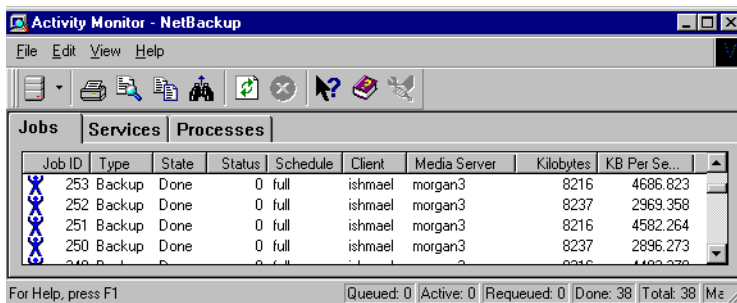 Activity Monitor - NetBackup
File Edit View Help
Jobs Services Processes
Job ID Type State Status Schedule Client Media Server Kilobytes KB Per Se...
253 Backup Done 0 full ishmael morgan3 8216 4686.823
252 Backup Done 0 full ishmael morgan3 8237 2969.358
251 Backup Done 0 full ishmael morgan3 8216 4582.264
250 Backup Done 0 full ishmael morgan3 8237 2896.273
For Help, press F1 Queued: 0 Active: 0 Requeued: 0 Done: 38 Total: 38